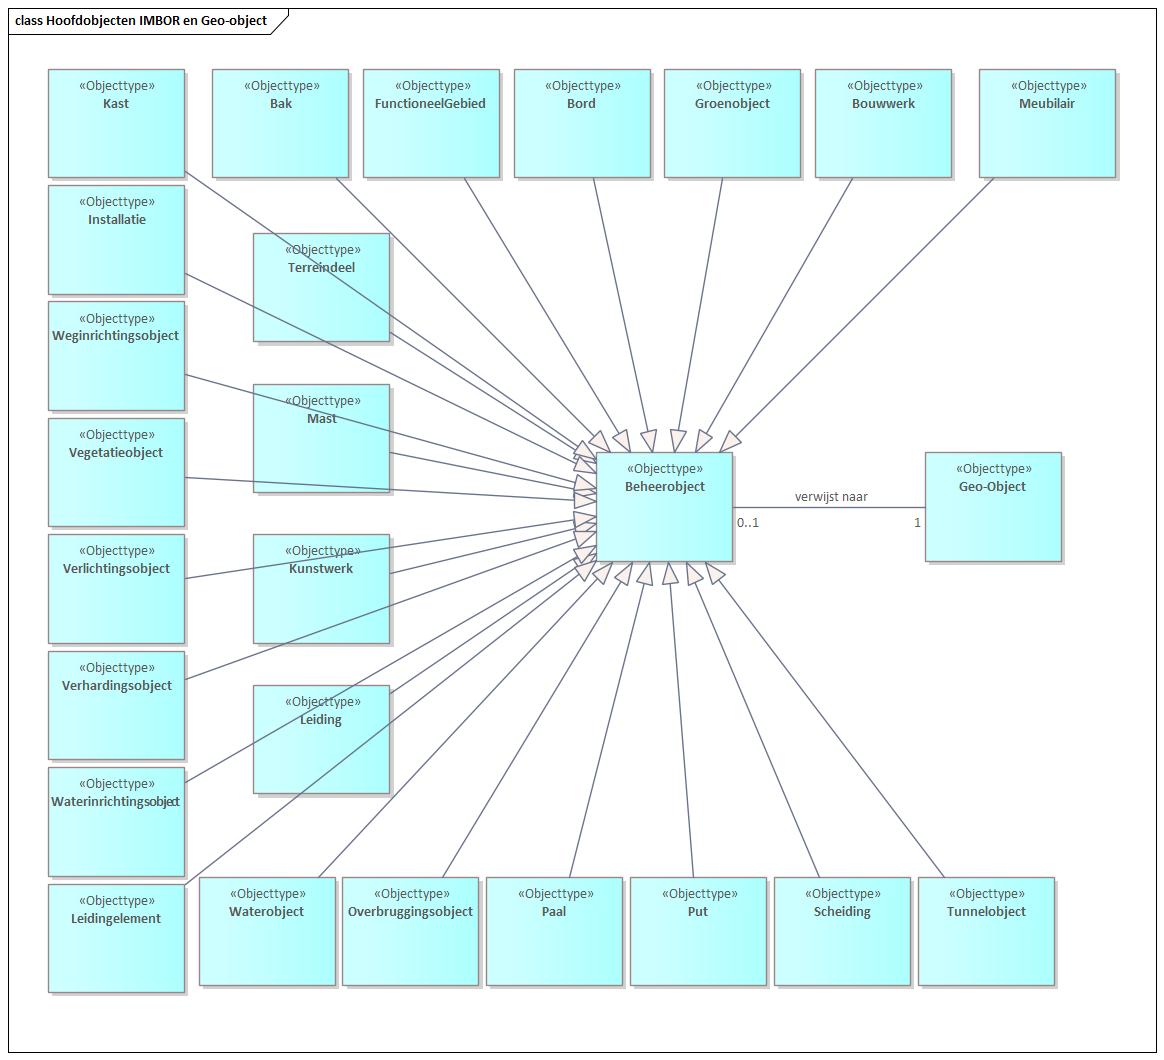 class Hoofdobjecten IMBOR en Geo-object
«Objecttype»
Kast
«Objecttype»
Bak
«Objecttype»
FunctioneelGebied
«Objecttype»
Bord
«Objecttype»
Groenobject
«Objecttype»
Bouwwerk
«Objecttype»
Meubilair
«Objecttype»
Installatie
«Objecttype»
Terreindeel
«Objecttype»
Weginrichtingsobject
«Objecttype»
Mast
«Objecttype»
Vegetatieobject
«Objecttype»
Beheerobject
verwijst naar
0..1
1
«Objecttype»
Geo-Object
«Objecttype»
Verlichtingsobject
«Objecttype»
Kunstwerk
«Objecttype»
Verhardingsobject
«Objecttype»
Leiding
«Objecttype»
Waterinrichtingsobject
«Objecttype»
Leidingelement
«Objecttype»
Waterobject
«Objecttype»
Overbruggingsobject
«Objecttype»
Paal
«Objecttype»
Put
«Objecttype»
Scheiding
«Objecttype»
Tunnelobject